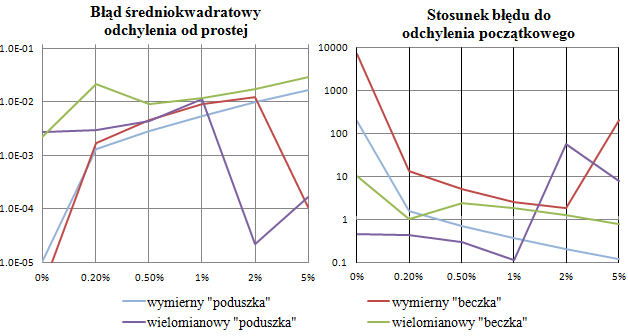 Błąd średniokwadratowy
odchylenia od prostej
1.0E-01
1.0E-02
1.0E-03
1.0E-04
1.0E-05
0% 0.20% 0.50% 1% 2% 5%
Stosunek błędu do
odchylenia początkowego
10000
1000
100
10
1
0.1
0% 0.20% 0.50% 1% 2% 5%
wymierny "poduszka" wymierny "beczka"
wielomianowy "poduszka" wielomianowy "beczka"